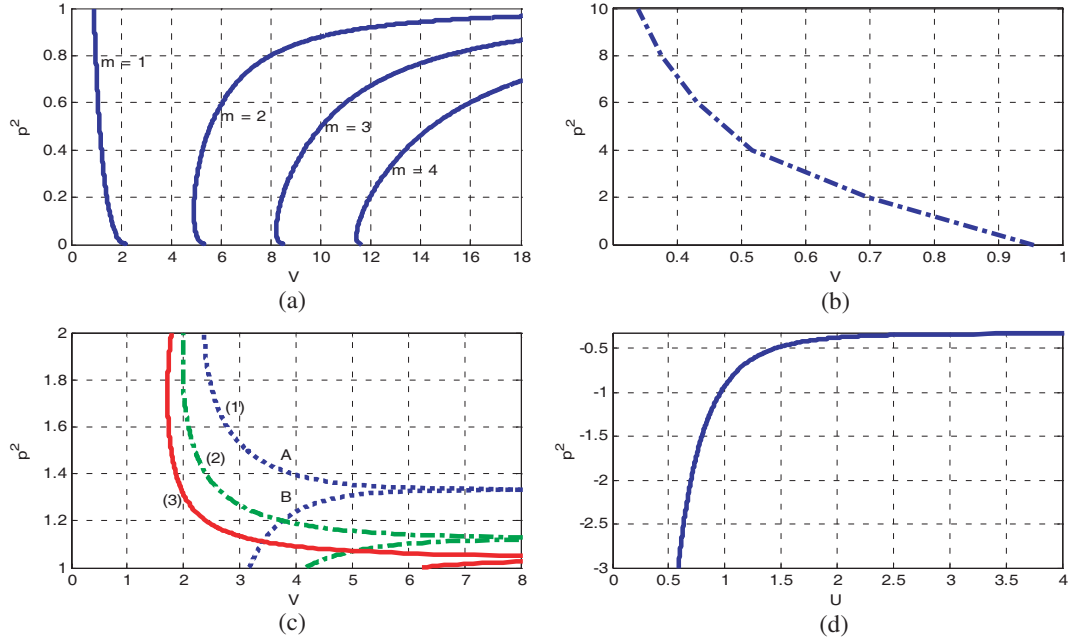 1
0.8
0.6
0.4
0.2
0
p²
m = 1
m = 2
m = 3
m = 4
0 2 4 6 8 10 12 14 16 18
V
(a)
10
8
6
4
2
0
p²
0.4 0.5 0.6 0.7 0.8 0.9 1
V
(b)
2
1.8
1.6
1.4
1.2
1
p²
(1)
A
(2)
B
(3)
0 1 2 3 4 5 6 7 8
V
(c)
-0.5
-1
-1.5
-2
-2.5
-3
p²
0 0.5 1 1.5 2 2.5 3 3.5 4
U
(d)